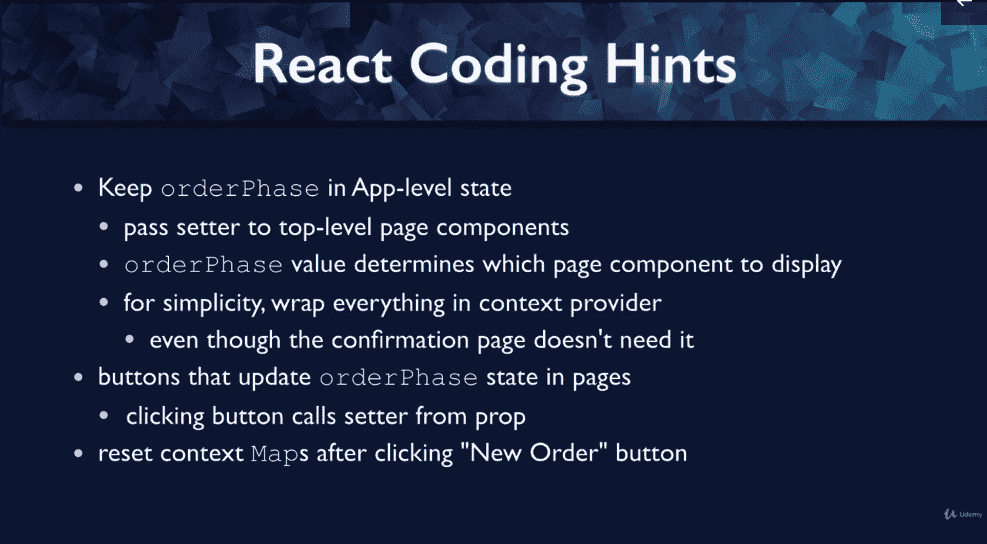 React Coding Hints
• Keep orderPhase in App-level state
• pass setter to top-level page components
• orderPhase value determines which page component to display
• for simplicity, wrap everything in context provider
• even though the confirmation page doesn't need it
• buttons that update orderPhase state in pages
• clicking button calls setter from prop
• reset context Maps after clicking "New Order" button
Udemy